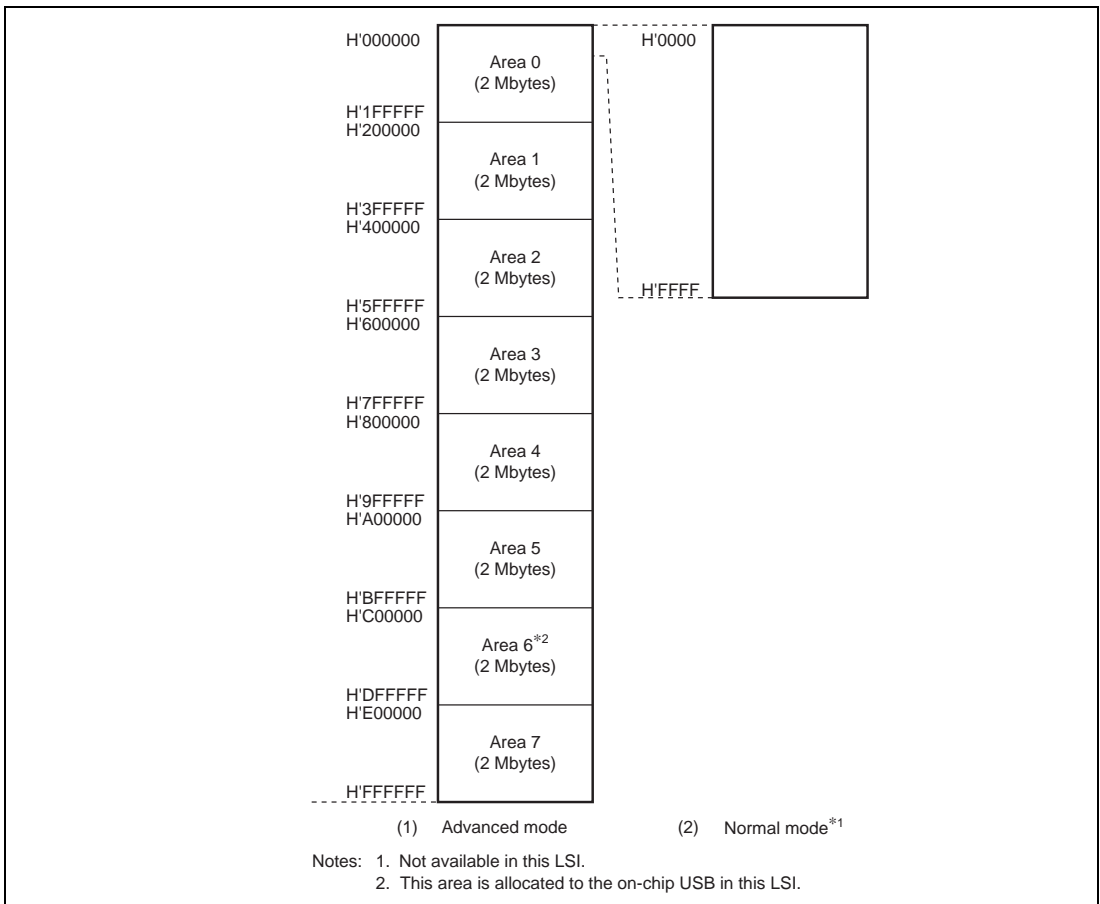 H'000000
Area 0
(2 Mbytes)
H'1FFFFF
H'200000
Area 1
(2 Mbytes)
H'3FFFFF
H'400000
Area 2
(2 Mbytes)
H'5FFFFF
H'600000
Area 3
(2 Mbytes)
H'7FFFFF
H'800000
Area 4
(2 Mbytes)
H'9FFFFF
H'A00000
Area 5
(2 Mbytes)
H'BFFFFF
H'C00000
Area 6*2
(2 Mbytes)
H'DFFFFF
H'E00000
Area 7
(2 Mbytes)
H'FFFFFF
(1) Advanced mode
H'0000
H'FFFF
(2) Normal mode*1
Notes: 1. Not available in this LSI.
2. This area is allocated to the on-chip USB in this LSI.